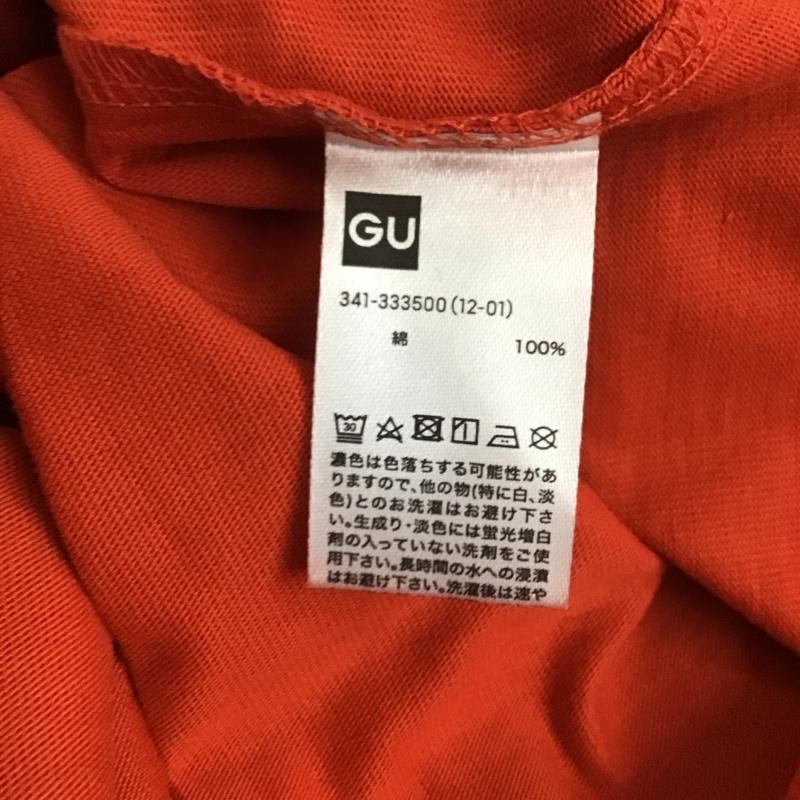 GU
341-333500 (12-01)
綿 100%
30
濃色は色落ちする可能性があ
りますので、他の物(特に白、淡
色)とのお洗濯はお避け下さ
い。生成り・淡色には蛍光増白
剤の入っていない洗剤をご使
用下さい。長時間の水への浸漬
はお避け下さい。洗濯後は速や